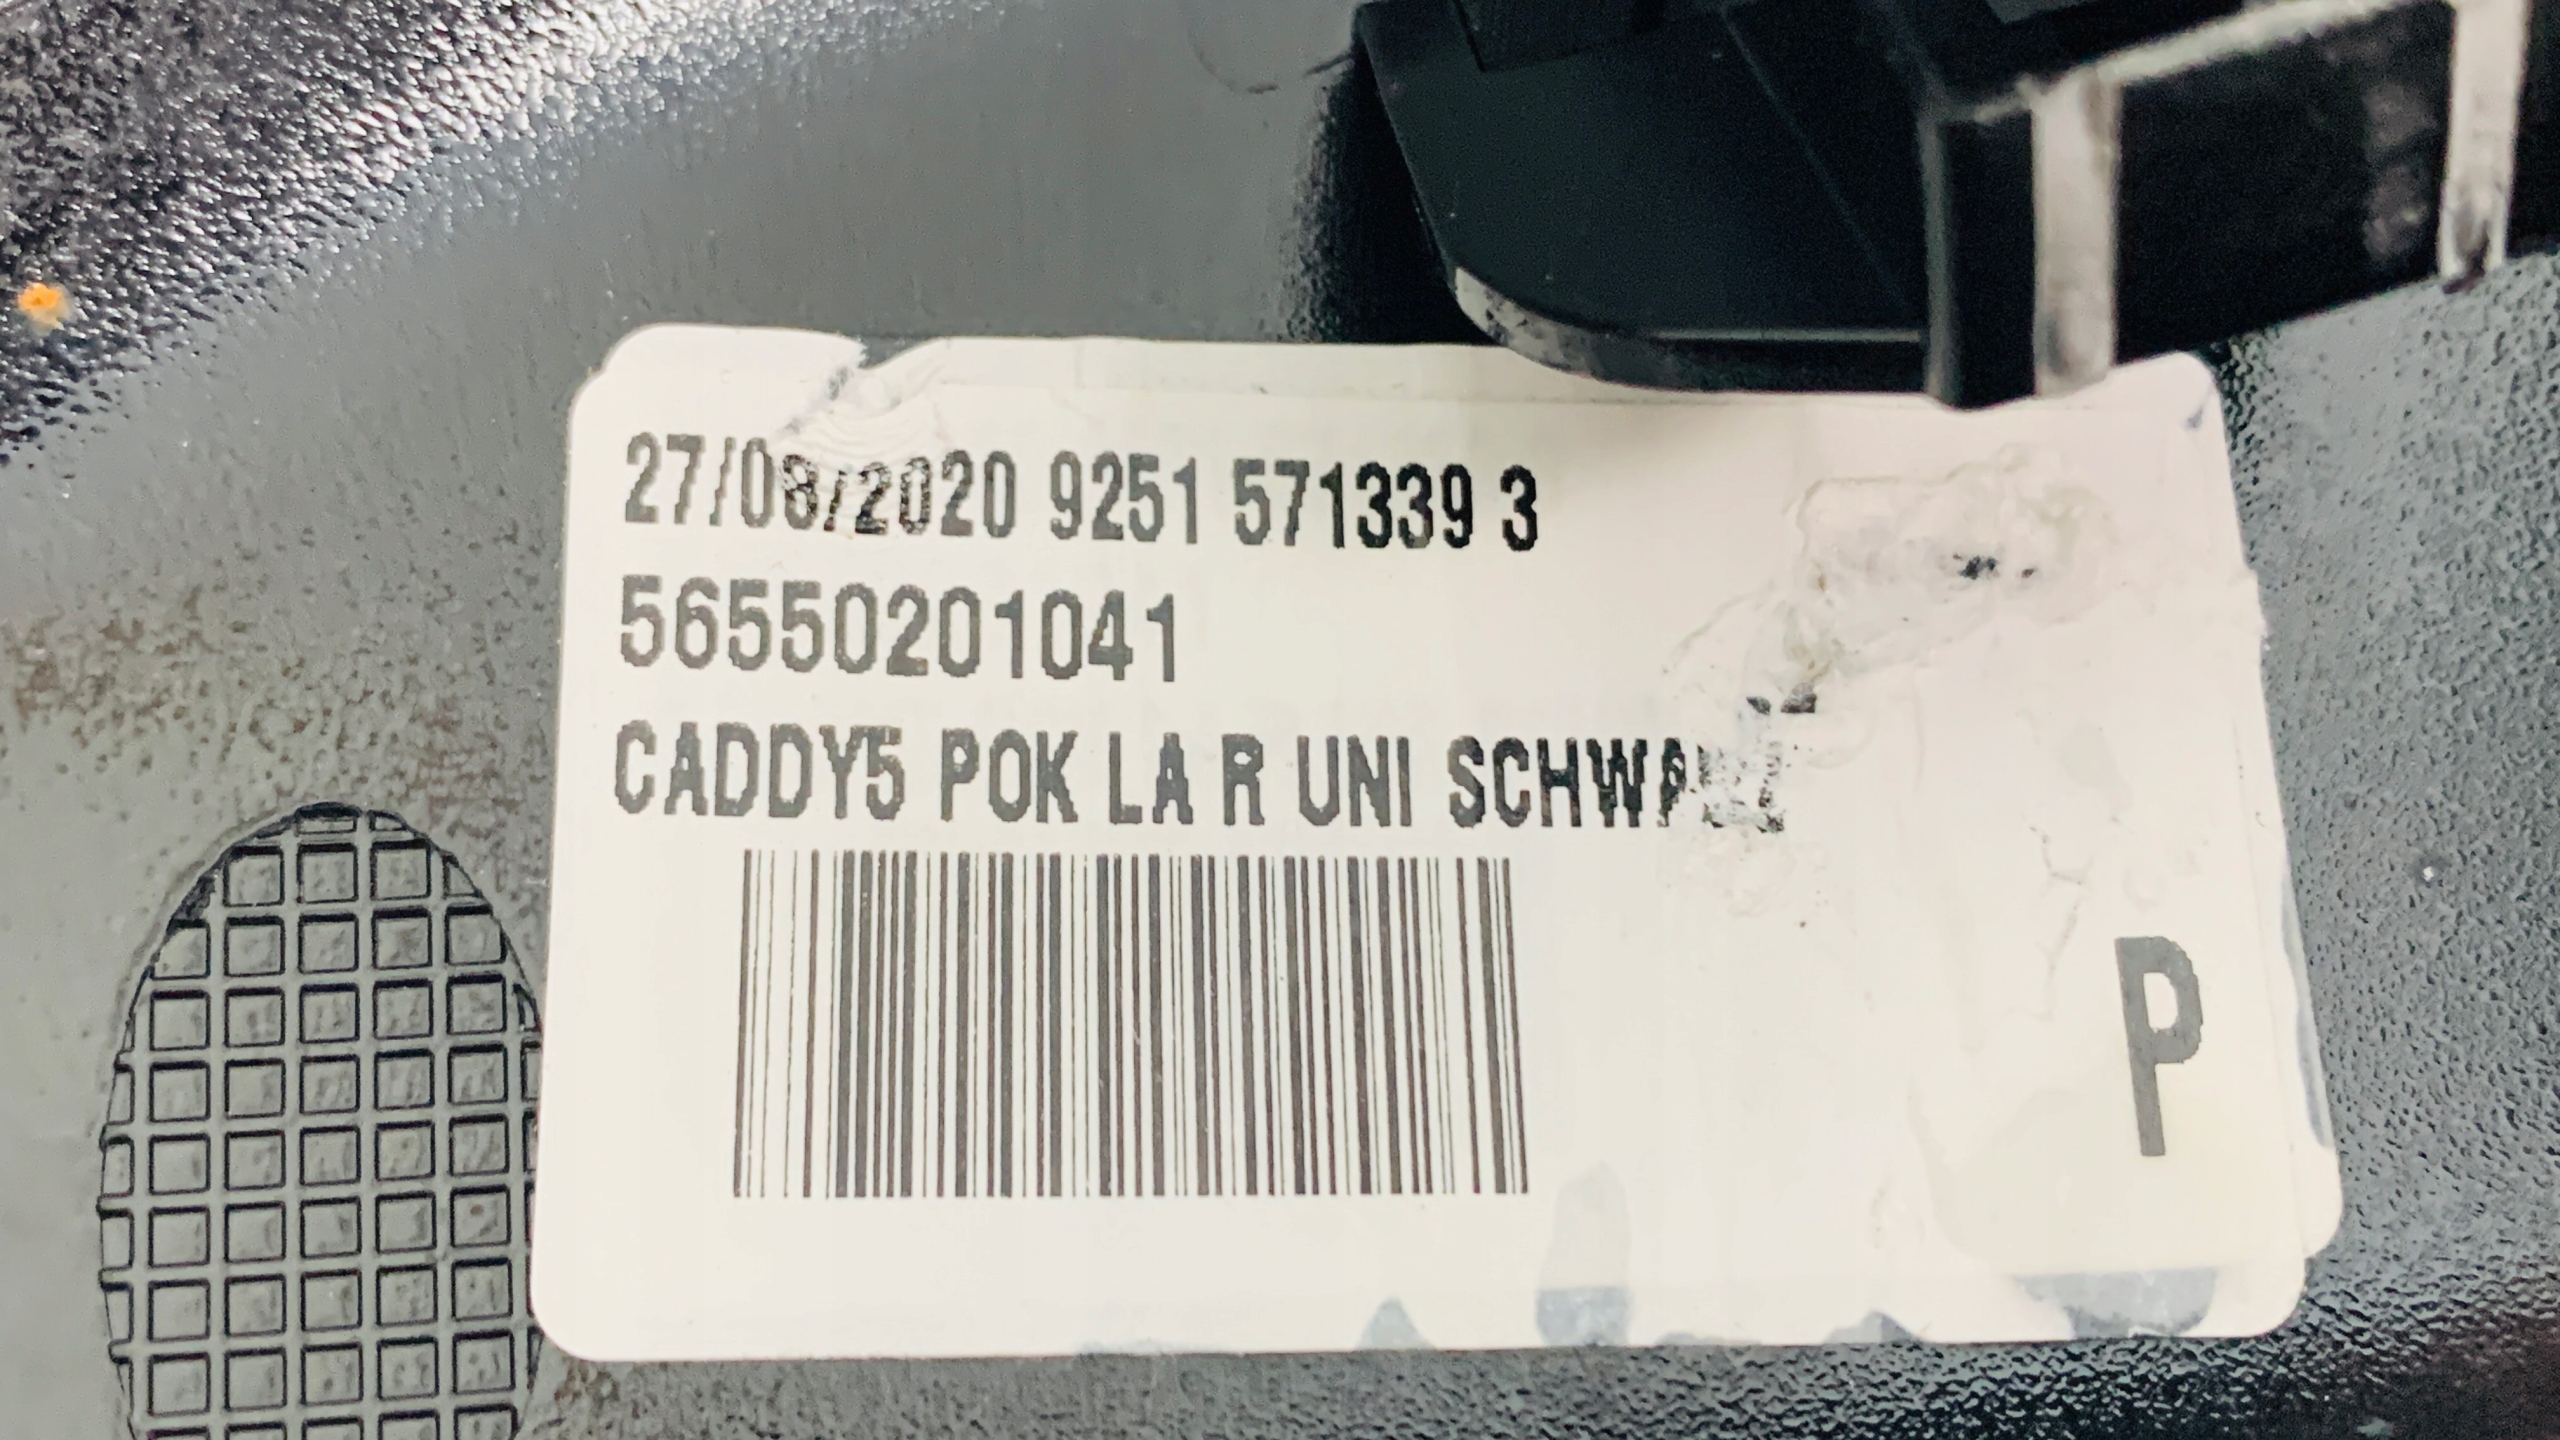 27/08/2020 9251 571339 3
56550201041
CADDY5 POK LA R UNI
P